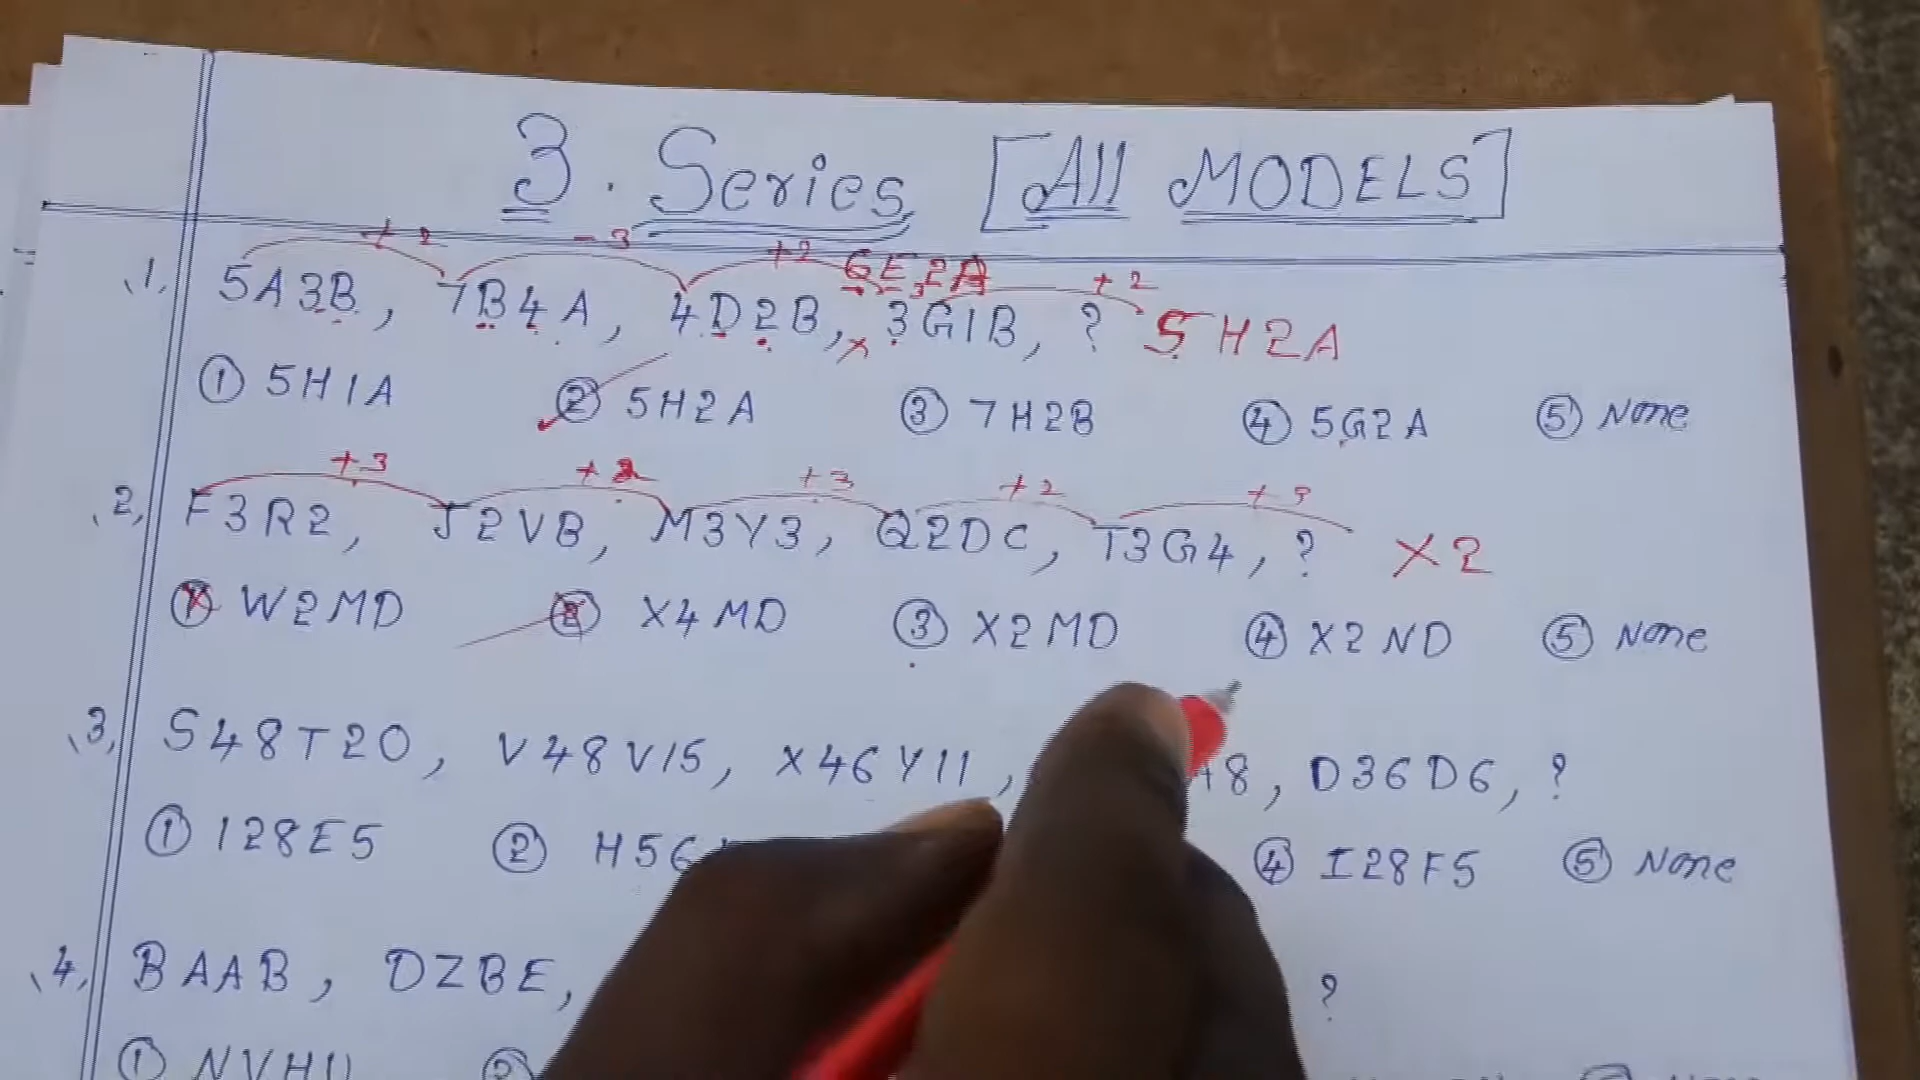 3. Series [All MODELS]
+2 -3 +2 6E2A +2
1, 5A3B, 7B4A, 4D2B, x 3G1B, ? 5H2A
① 5H1A ② 5H2A ③ 7H2B ④ 5G2A ⑤ None
+3 +2 +3 +2 +3
2, F3R2, J2VB, M3Y3, Q2DC, T3G4, ? X2
① W2MD ② X4MD ③ X2MD ④ X2ND ⑤ None
3, S48T20, V48V15, X46Y11, D36D6, ?
① I28E5 ② H56 ④ I28F5 ⑤ None
4, BAAB, DZBE, ?
① NVHU